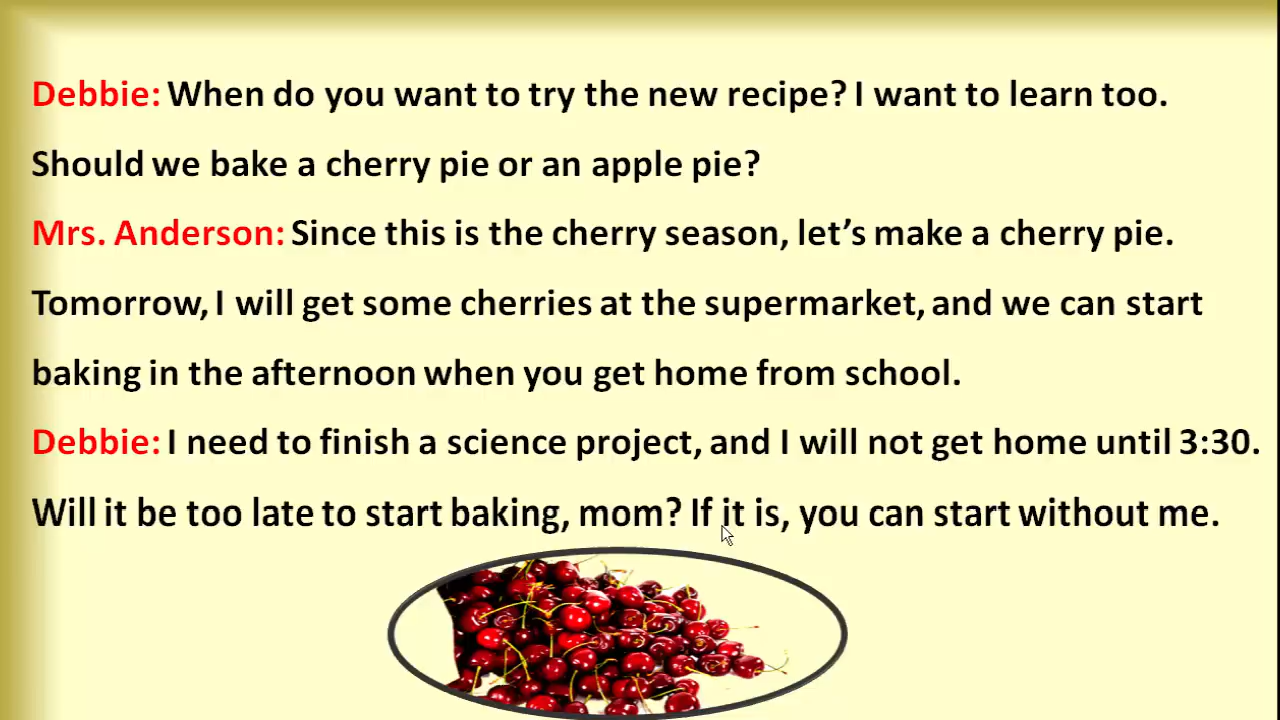 Debbie: When do you want to try the new recipe? I want to learn too.
Should we bake a cherry pie or an apple pie?
Mrs. Anderson: Since this is the cherry season, let’s make a cherry pie.
Tomorrow, I will get some cherries at the supermarket, and we can start
baking in the afternoon when you get home from school.
Debbie: I need to finish a science project, and I will not get home until 3:30.
Will it be too late to start baking, mom? If it is, you can start without me.